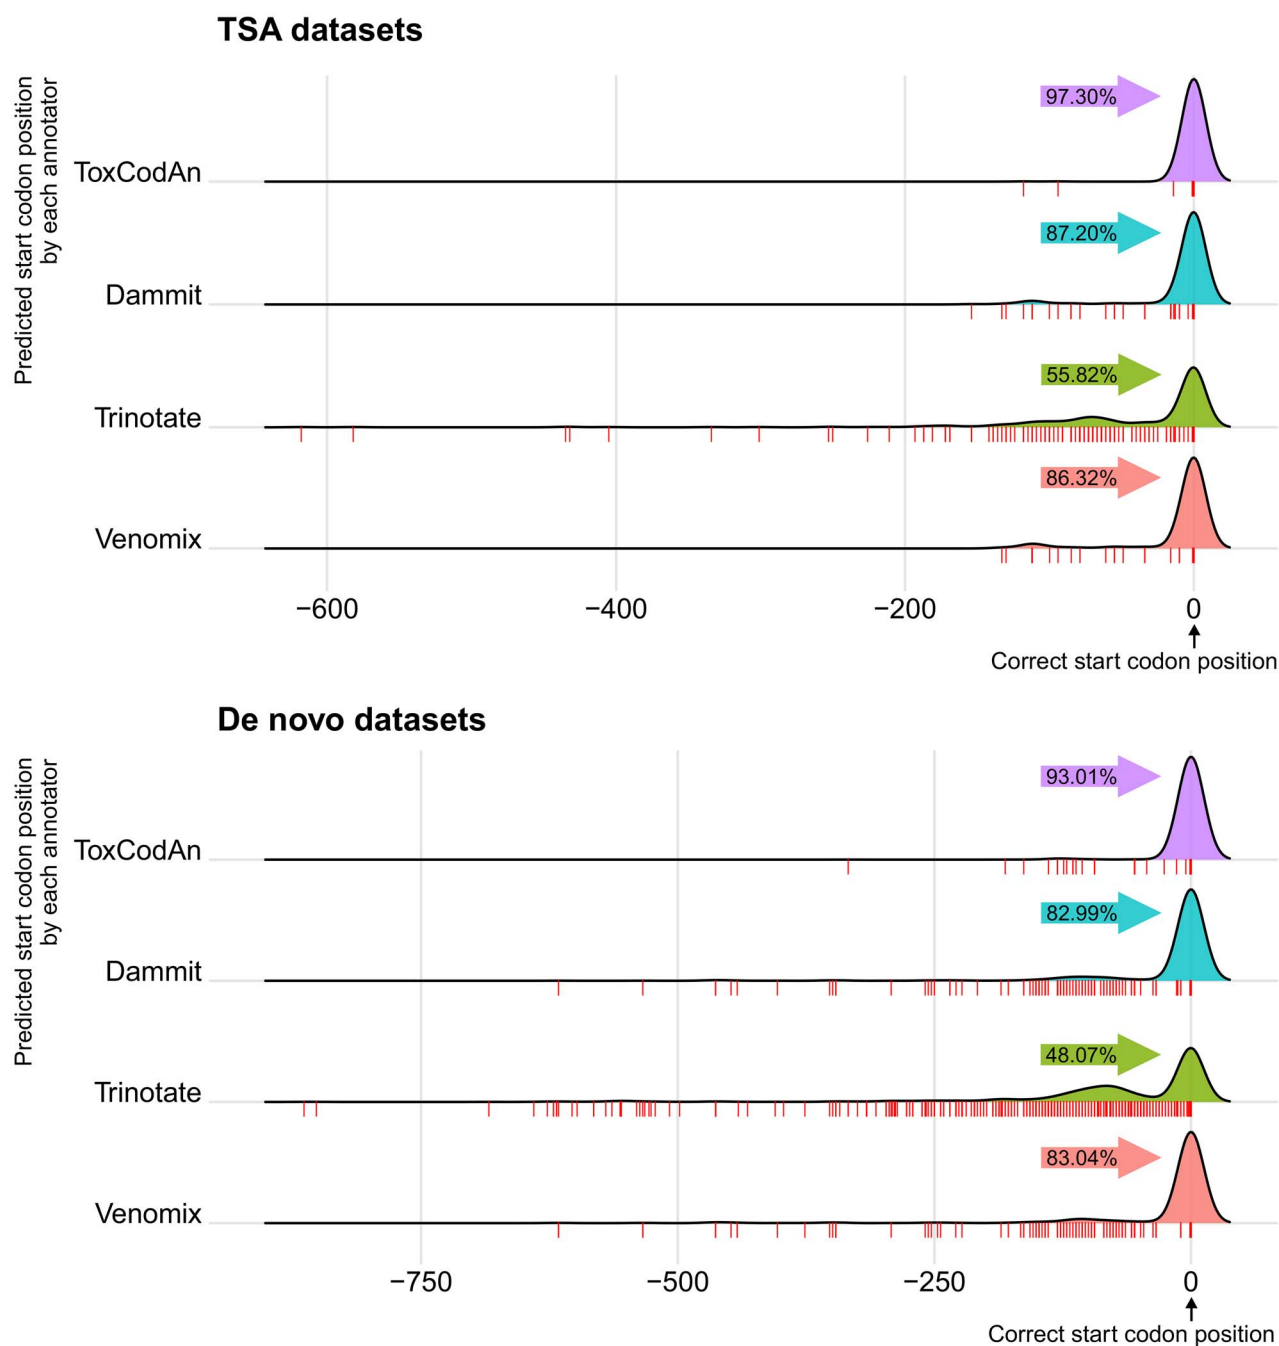 TSA datasets
Predicted start codon position
by each annotator
ToxCodAn
97.30%
Dammit
87.20%
Trinotate
55.82%
Venomix
86.32%
−600
−400
−200
0
Correct start codon position
De novo datasets
Predicted start codon position
by each annotator
ToxCodAn
93.01%
Dammit
82.99%
Trinotate
48.07%
Venomix
83.04%
−750
−500
−250
0
Correct start codon position